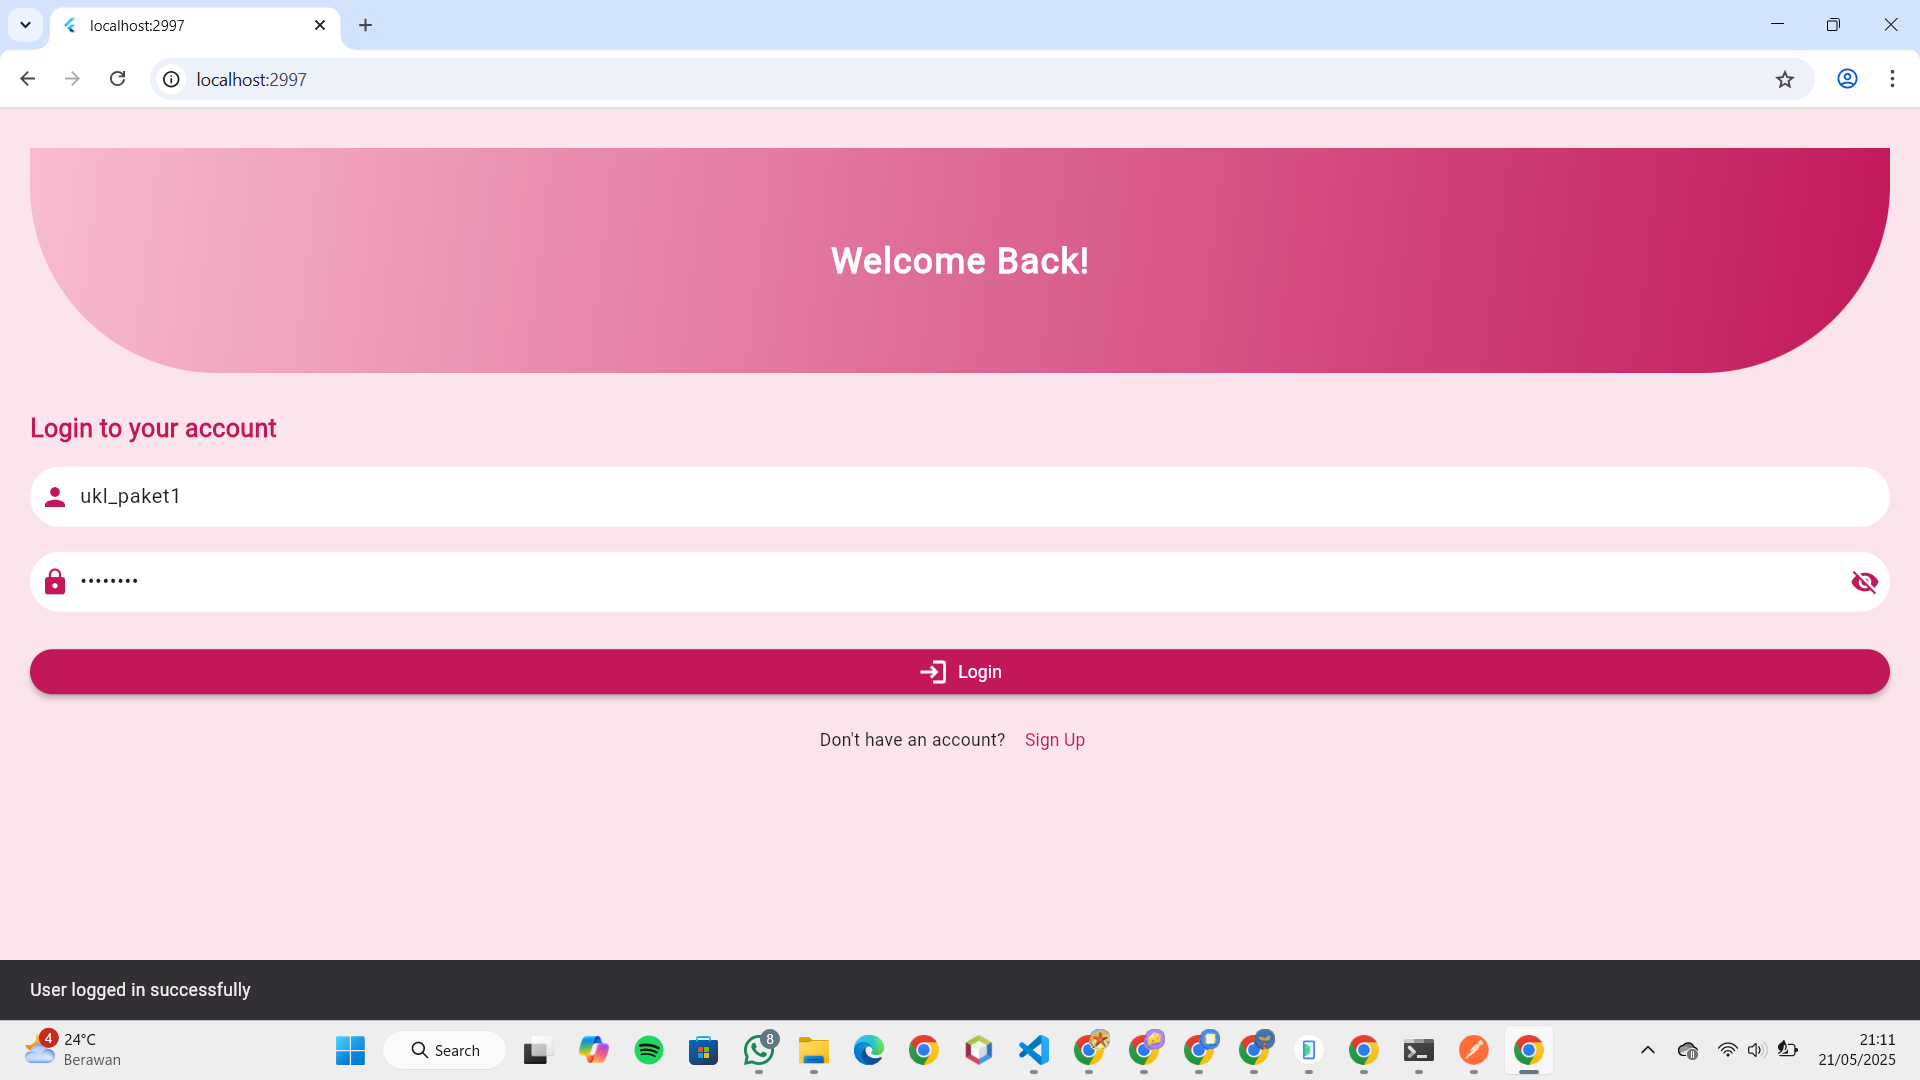 localhost:2997
localhost:2997
Welcome Back!
Login to your account
ukl_paket1
••••••••
Login
Don't have an account? Sign Up
User logged in successfully
4
24°C
Berawan
Search
8
21:11
21/05/2025